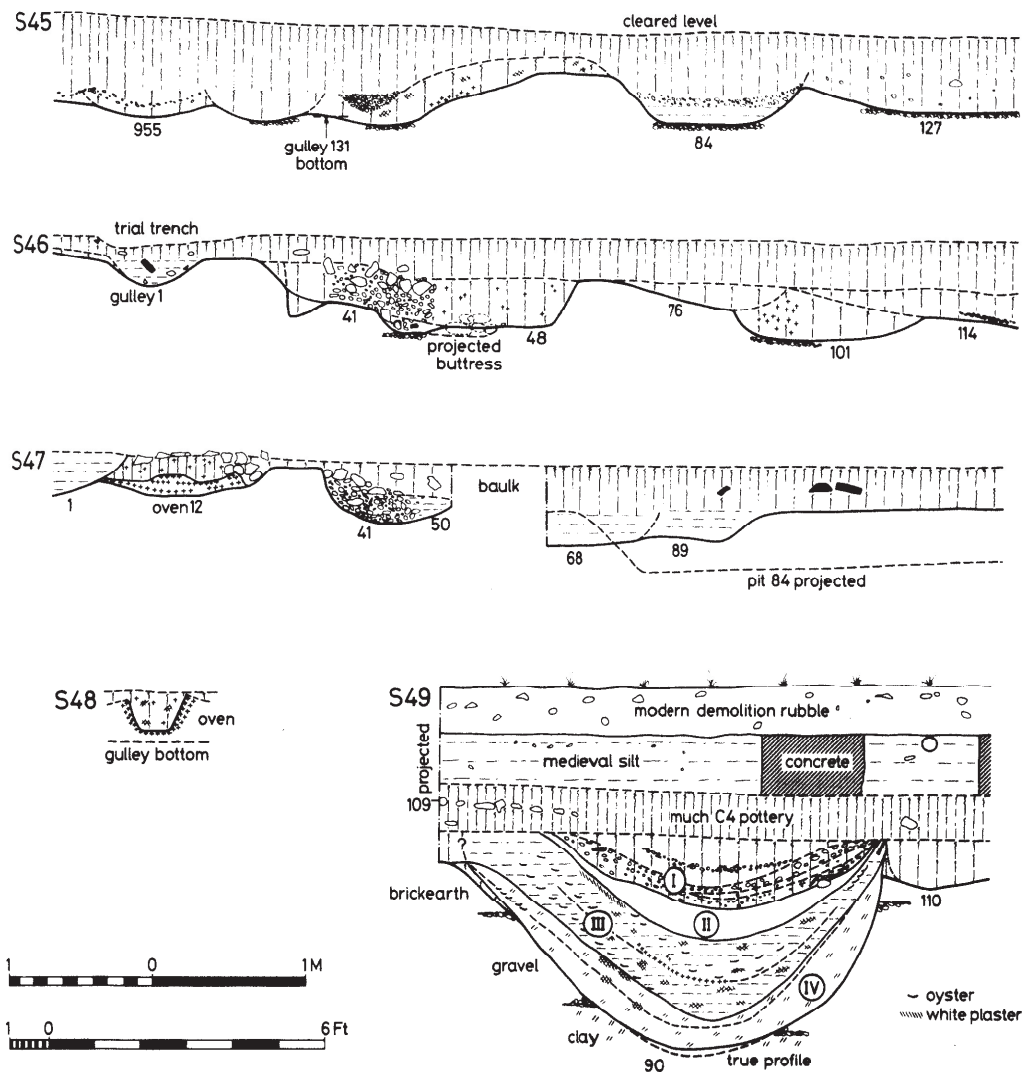 S45
cleared level
955
gulley 131
bottom
84
127
S46
trial trench
gulley 1
41
projected
buttress
48
76
101
114
S47
1
oven 12
41
50
baulk
68
89
pit 84 projected
S48
oven
gulley bottom
S49
projected
modern demolition rubble
medieval silt
concrete
109
much C4 pottery
?
I
brickearth
110
II
III
gravel
IV
clay
90
true profile
oyster
white plaster
1 0 1M
1 0 6 Ft